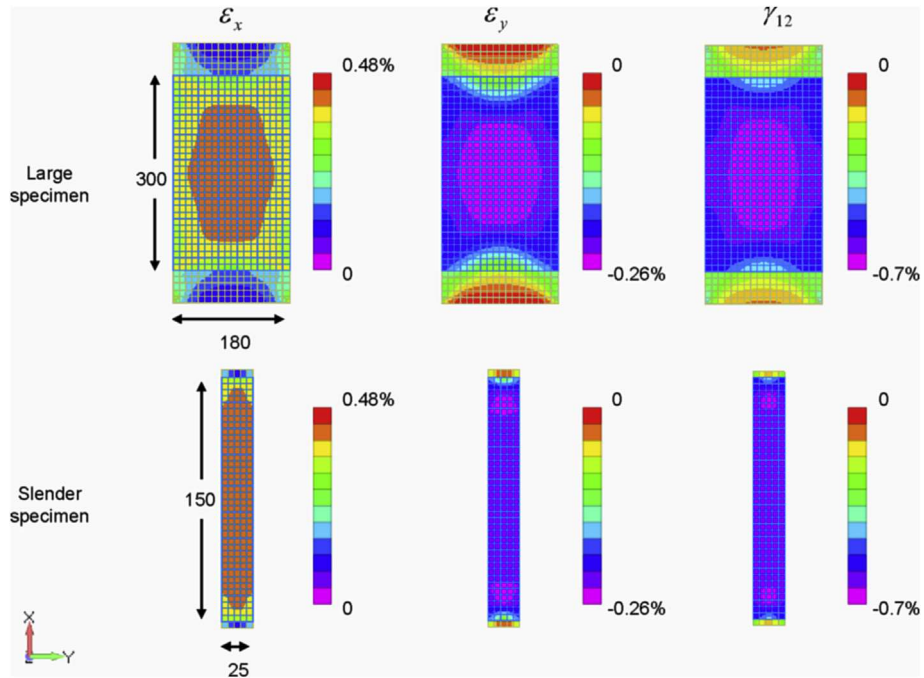 εx
εy
γ12
0.48%
0
0
Large
specimen
300
0
-0.26%
-0.7%
180
0.48%
0
0
Slender
specimen
150
0
-0.26%
-0.7%
25
X
Z
Y